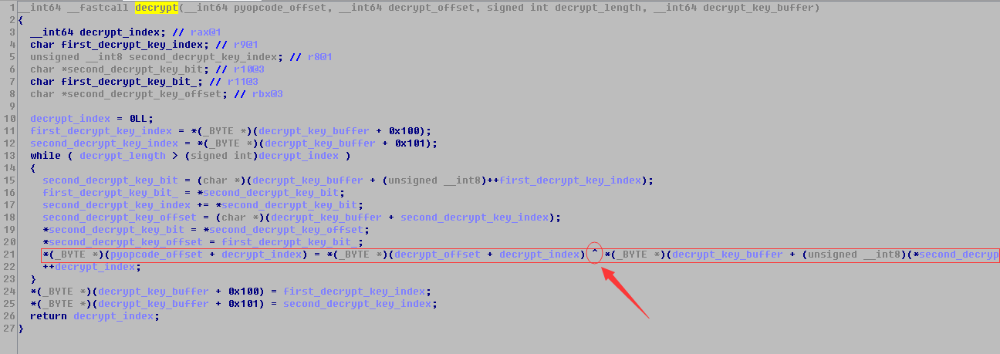 1 __int64 __fastcall decrypt(__int64 pyopcode_offset, __int64 decrypt_offset, signed int decrypt_length, __int64 decrypt_key_buffer)
2 {
3 __int64 decrypt_index; // rax@1
4 char first_decrypt_key_index; // r9@1
5 unsigned __int8 second_decrypt_key_index; // r8@1
6 char *second_decrypt_key_bit; // r10@3
7 char first_decrypt_key_bit_; // r11@3
8 char *second_decrypt_key_offset; // rbx@3
9
10 decrypt_index = 0LL;
11 first_decrypt_key_index = *(_BYTE *)(decrypt_key_buffer + 0x100);
12 second_decrypt_key_index = *(_BYTE *)(decrypt_key_buffer + 0x101);
13 while ( decrypt_length > (signed int)decrypt_index )
14 {
15 second_decrypt_key_bit = (char *)(decrypt_key_buffer + (unsigned __int8)++first_decrypt_key_index);
16 first_decrypt_key_bit_ = *second_decrypt_key_bit;
17 second_decrypt_key_index += *second_decrypt_key_bit;
18 second_decrypt_key_offset = (char *)(decrypt_key_buffer + second_decrypt_key_index);
19 *second_decrypt_key_bit = *second_decrypt_key_offset;
20 *second_decrypt_key_offset = first_decrypt_key_bit_;
21 *(_BYTE *)(pyopcode_offset + decrypt_index) = *(_BYTE *)(decrypt_offset + decrypt_index) ^ *(_BYTE *)(decrypt_key_buffer + (unsigned __int8)(*second_decryp
22 ++decrypt_index;
23 }
24 *(_BYTE *)(decrypt_key_buffer + 0x100) = first_decrypt_key_index;
25 *(_BYTE *)(decrypt_key_buffer + 0x101) = second_decrypt_key_index;
26 return decrypt_index;
27 }